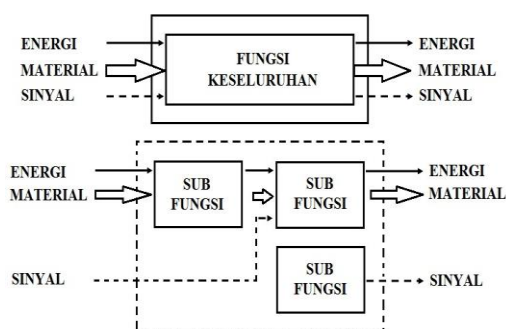 ENERGI
MATERIAL
SINYAL
FUNGSI
KESELURUHAN
ENERGI
MATERIAL
SINYAL
ENERGI
MATERIAL
SINYAL
SUB
FUNGSI
SUB
FUNGSI
SUB
FUNGSI
ENERGI
MATERIAL
SINYAL